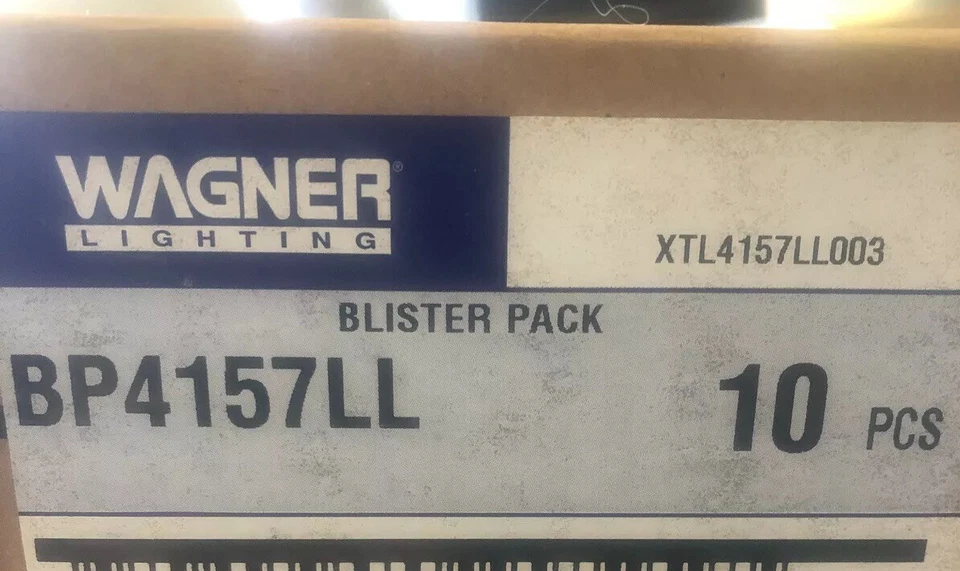 WAGNER®
LIGHTING
XTL4157LL003
BLISTER PACK
BP4157LL
10 PCS